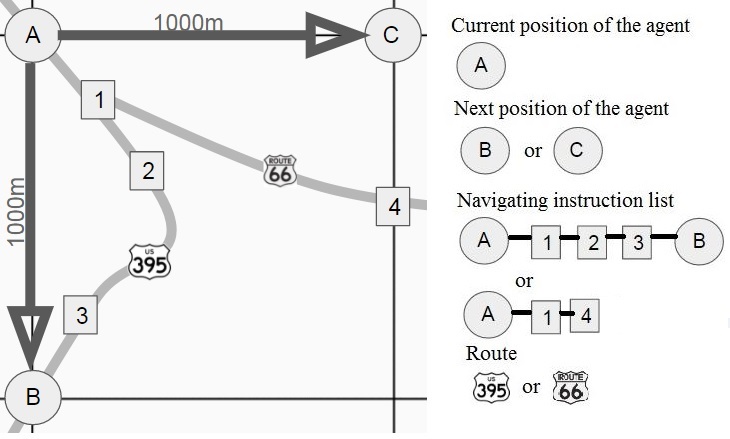 A
1000m
C
1
ROUTE
66
2
4
1000m
US
395
3
B
Current position of the agent
A
Next position of the agent
B or C
Navigating instruction list
A 1 2 3 B
or
A 1 4
Route
US
395 or ROUTE
66